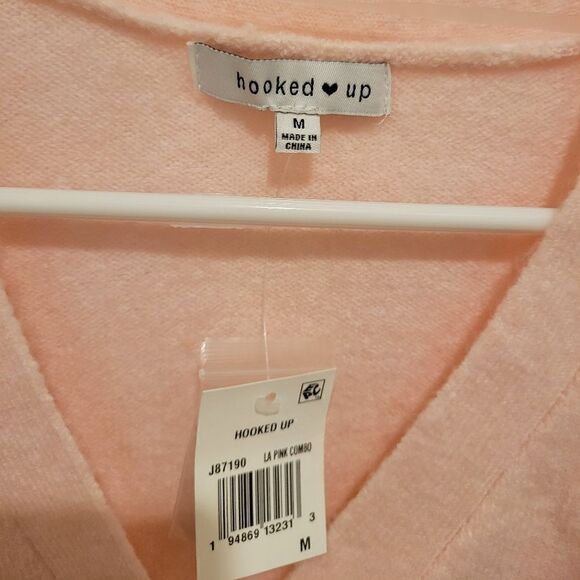 hooked ♥ up
M
MADE IN
CHINA
HOOKED UP
J87190 LA PINK COMBO
1 94869 13231 3
M